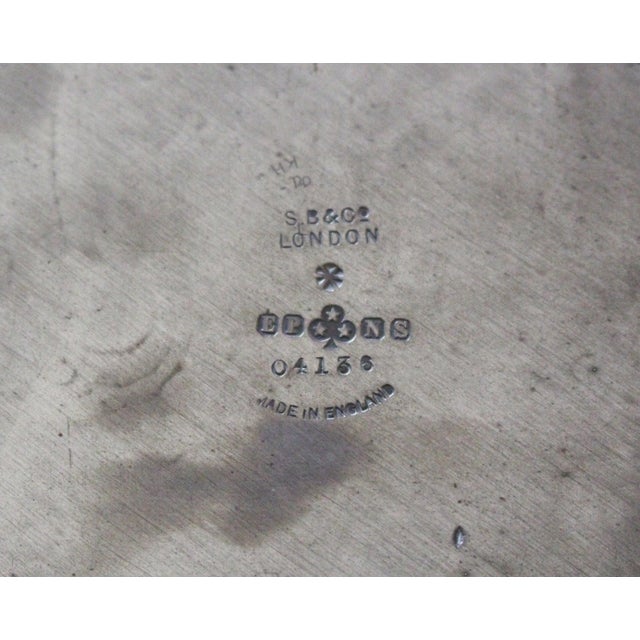 S.B&Co
LONDON
EP NS
04136
MADE IN ENGLAND